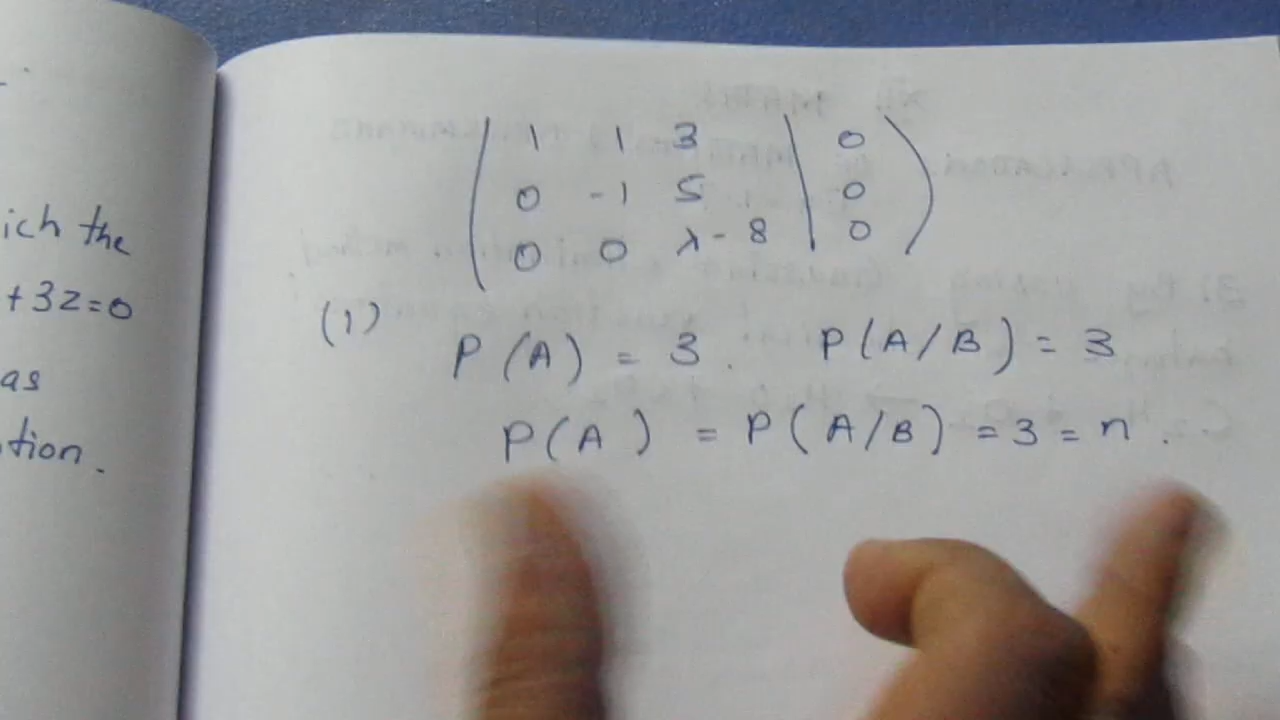 ich the
+ 3z = 0
as
tion.
1 1 3 | 0
0 -1 5 | 0
0 0 λ - 8 | 0
(1)
P(A) = 3. P(A/B) = 3
P(A) = P(A/B) = 3 = n.